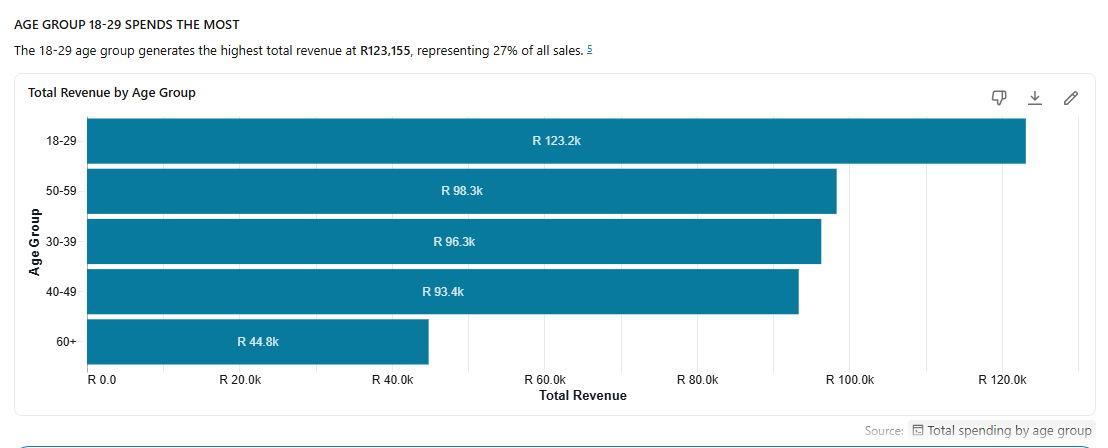 AGE GROUP 18-29 SPENDS THE MOST
The 18-29 age group generates the highest total revenue at R123,155, representing 27% of all sales. 5
Total Revenue by Age Group
18-29
R 123.2k
50-59
R 98.3k
30-39
R 96.3k
40-49
R 93.4k
60+
R 44.8k
Age Group
R 0.0 R 20.0k R 40.0k R 60.0k R 80.0k R 100.0k R 120.0k
Total Revenue
Source: Total spending by age group